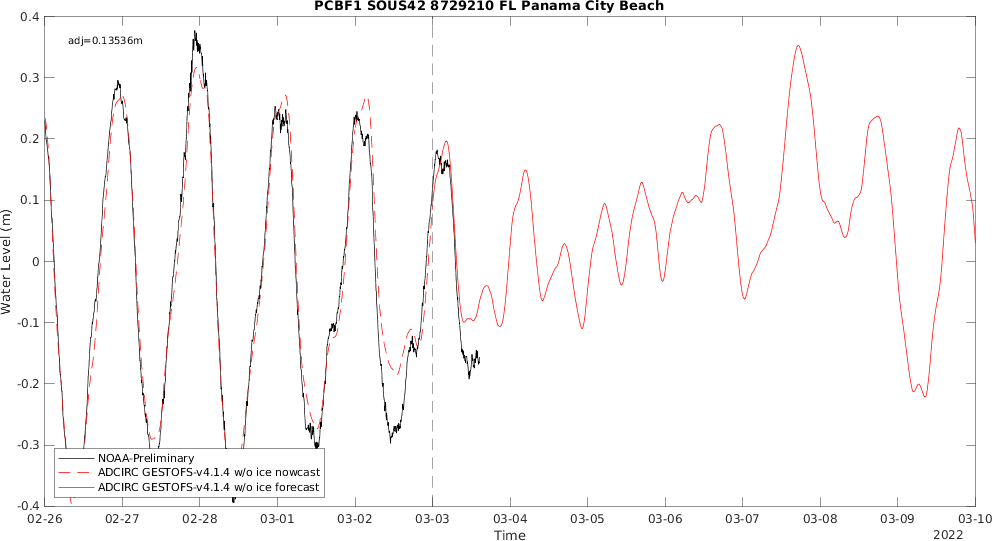 PCBF1 SOUS42 8729210 FL Panama City Beach
adj=0.13536m
Water Level (m)
0.4
0.3
0.2
0.1
0
-0.1
-0.2
-0.3
-0.4
NOAA-Preliminary
ADCIRC GESTOFS-v4.1.4 w/o ice nowcast
ADCIRC GESTOFS-v4.1.4 w/o ice forecast
02-26 02-27 02-28 03-01 03-02 03-03 03-04 03-05 03-06 03-07 03-08 03-09 03-10
Time
2022